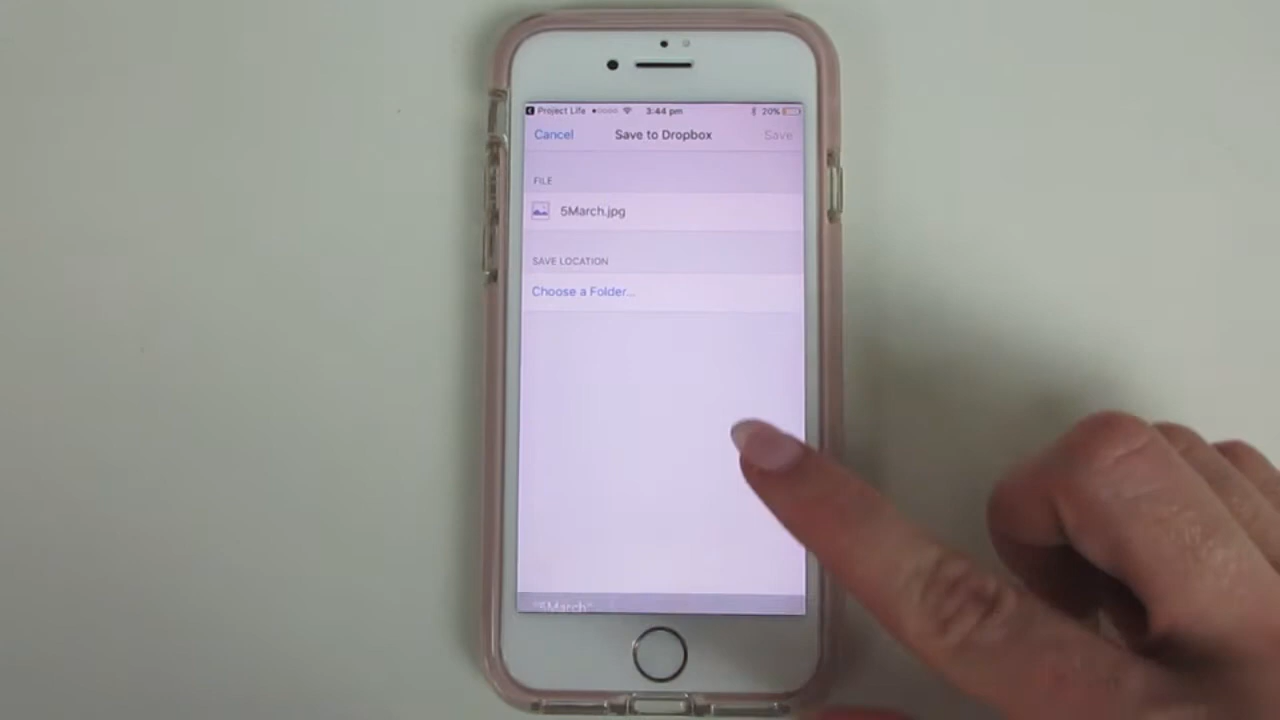 Project Life 3:44 pm 20%
Cancel Save to Dropbox Save
FILE
5March.jpg
SAVE LOCATION
Choose a Folder...
"5March"